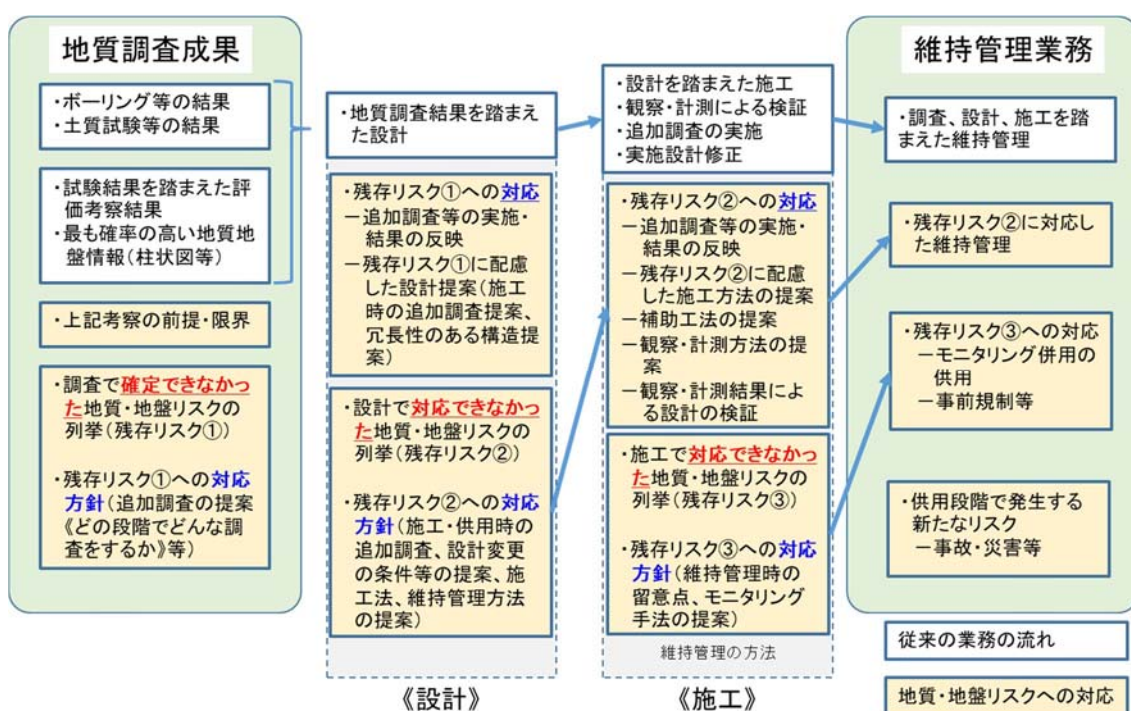 地質調査成果
・ボーリング等の結果
・土質試験等の結果
・試験結果を踏まえた評
価考察結果
・最も確率の高い地質地
盤情報(柱状図等)
・上記考察の前提・限界
・調査で確定できなかっ
た地質・地盤リスクの
列挙(残存リスク①)
・残存リスク①への対応
方針(追加調査の提案
《どの段階でどんな調
査をするか》等)
・地質調査結果を踏まえ
た設計
・残存リスク①への対応
－追加調査等の実施・
結果の反映
－残存リスク①に配慮
した設計提案(施工
時の追加調査提案、
冗長性のある構造提
案)
・設計で対応できなかっ
た地質・地盤リスクの
列挙(残存リスク②)
・残存リスク②への対応
方針(施工・供用時の
追加調査、設計変更
の条件等の提案、施
工法、維持管理方法
の提案)
《設計》
・設計を踏まえた施工
・観察・計測による検証
・追加調査の実施
・実施設計修正
・残存リスク②への対応
－追加調査等の実施・
結果の反映
－残存リスク②に配慮
した施工方法の提案
－補助工法の提案
－観察・計測方法の提
案
－観察・計測結果によ
る設計の検証
・施工で対応できなかっ
た地質・地盤リスクの
列挙(残存リスク③)
・残存リスク③への対応
方針(維持管理時の
留意点、モニタリング
手法の提案)
維持管理の方法
《施工》
維持管理業務
・調査、設計、施工を踏
まえた維持管理
・残存リスク②に対応し
た維持管理
・残存リスク③への対応
－モニタリング併用の
供用
－事前規制等
・供用段階で発生する
新たなリスク
－事故・災害等
従来の業務の流れ
地質・地盤リスクへの対応